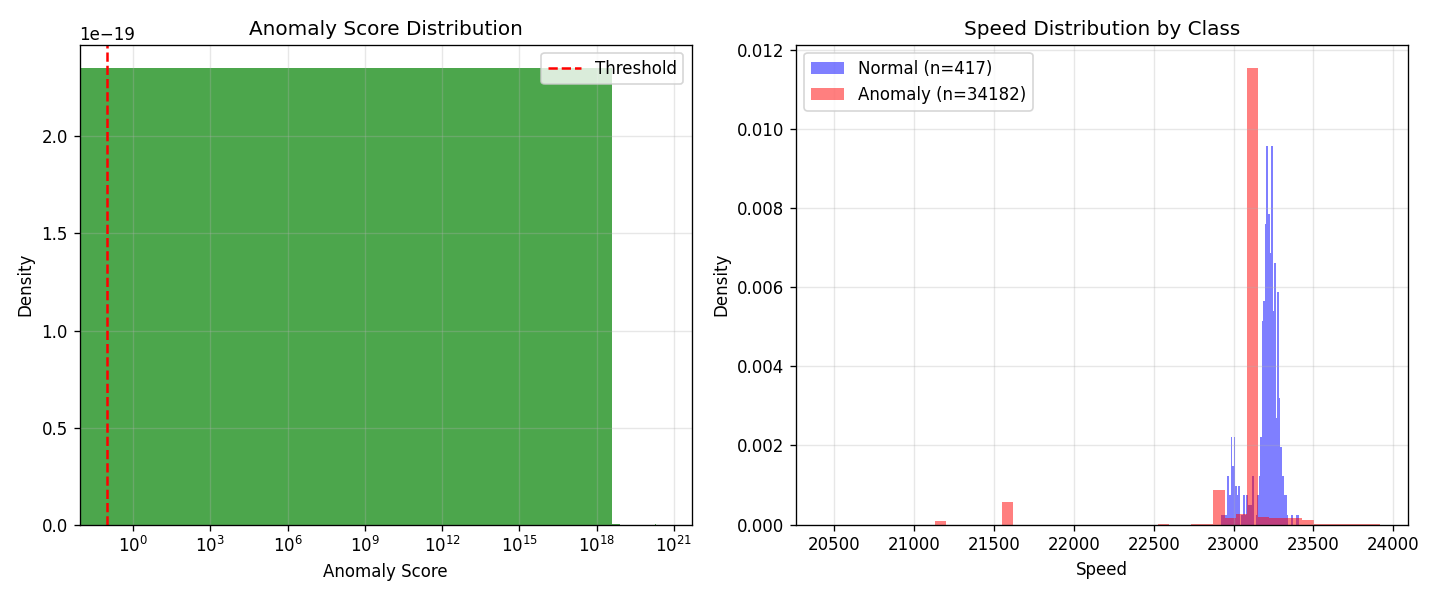 Anomaly Score Distribution
1e−19
Threshold
Density
2.0
1.5
1.0
0.5
0.0
10^0 10^3 10^6 10^9 10^12 10^15 10^18 10^21
Anomaly Score
Speed Distribution by Class
Normal (n=417)
Anomaly (n=34182)
Density
0.012
0.010
0.008
0.006
0.004
0.002
0.000
20500 21000 21500 22000 22500 23000 23500 24000
Speed